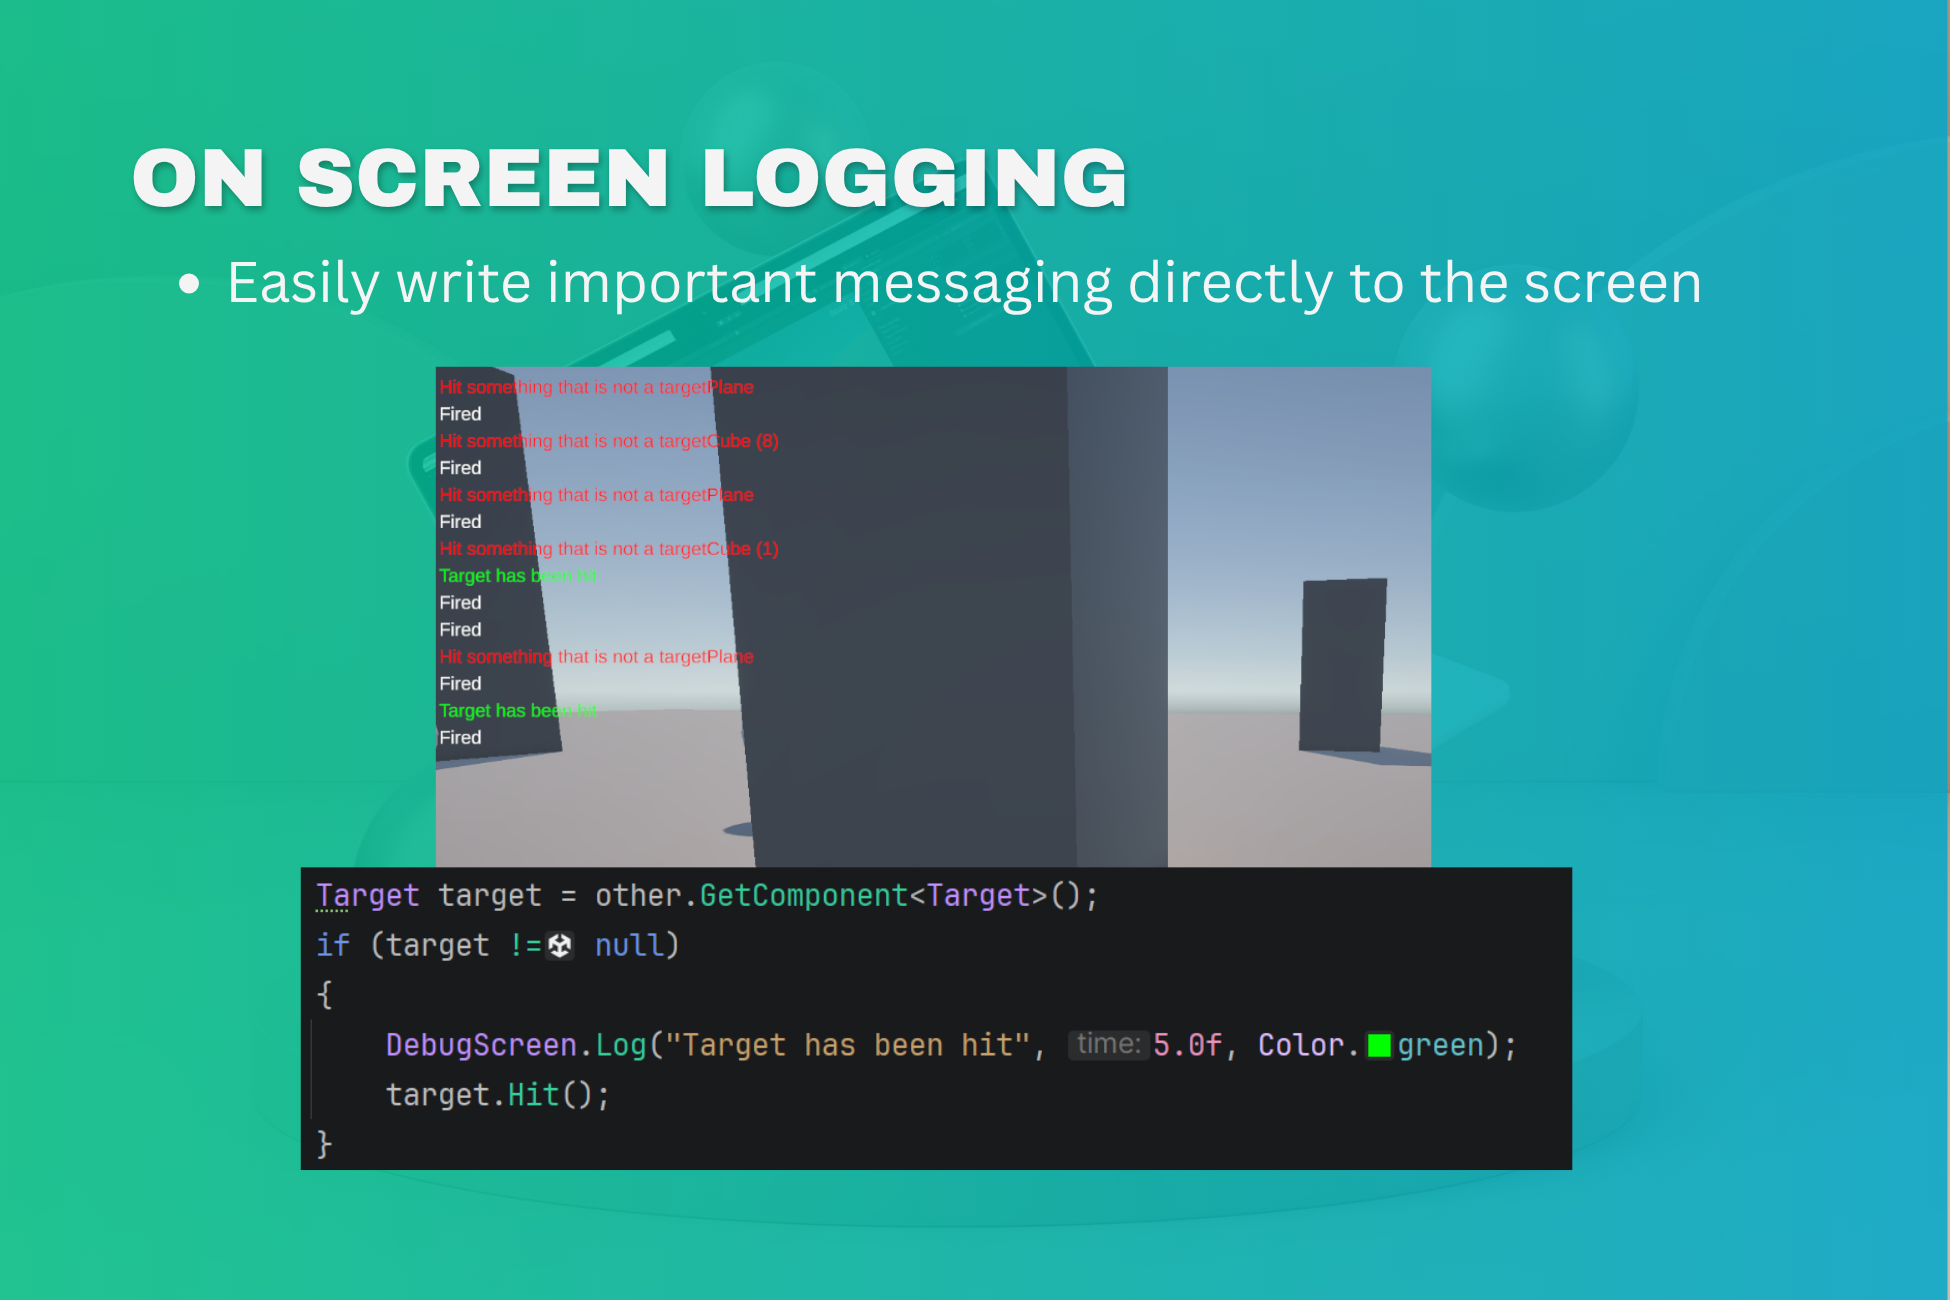 ON SCREEN LOGGING
• Easily write important messaging directly to the screen
Hit something that is not a targetPlane
Fired
Hit something that is not a targetCube (8)
Fired
Hit something that is not a targetPlane
Fired
Hit something that is not a targetCube (1)
Target has been hit
Fired
Fired
Hit something that is not a targetPlane
Fired
Target has been hit
Fired
Target target = other.GetComponent<Target>();
if (target != null)
{
    DebugScreen.Log("Target has been hit", time: 5.0f, Color.green);
    target.Hit();
}